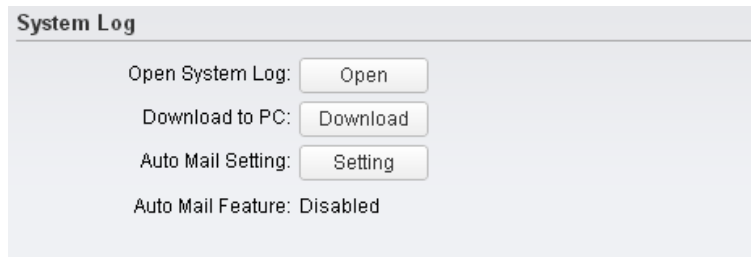 System Log
Open System Log: Open
Download to PC: Download
Auto Mail Setting: Setting
Auto Mail Feature: Disabled